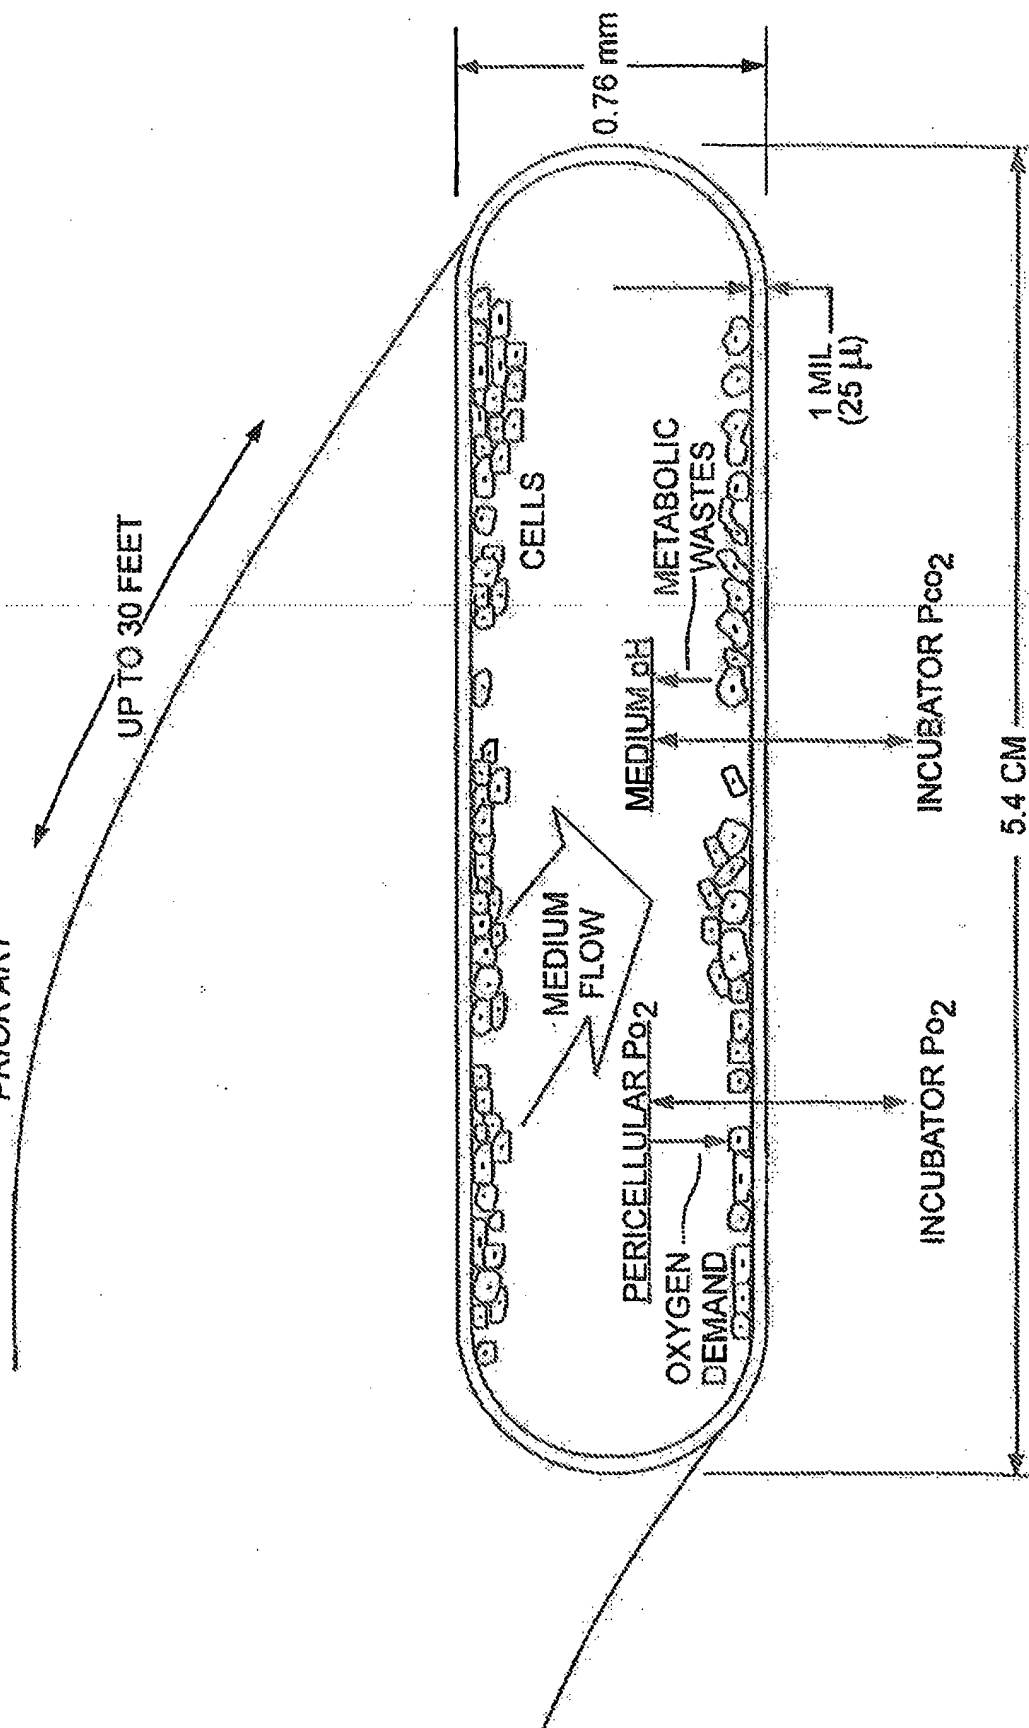 PRIOR ART
UP TO 30 FEET
0.76 mm
CELLS
MEDIUM
FLOW
PERICELLULAR Po2
MEDIUM pH
OXYGEN
DEMAND
METABOLIC
WASTES
1 MIL
(25 µ)
INCUBATOR Po2
INCUBATOR Pco2
5.4 CM